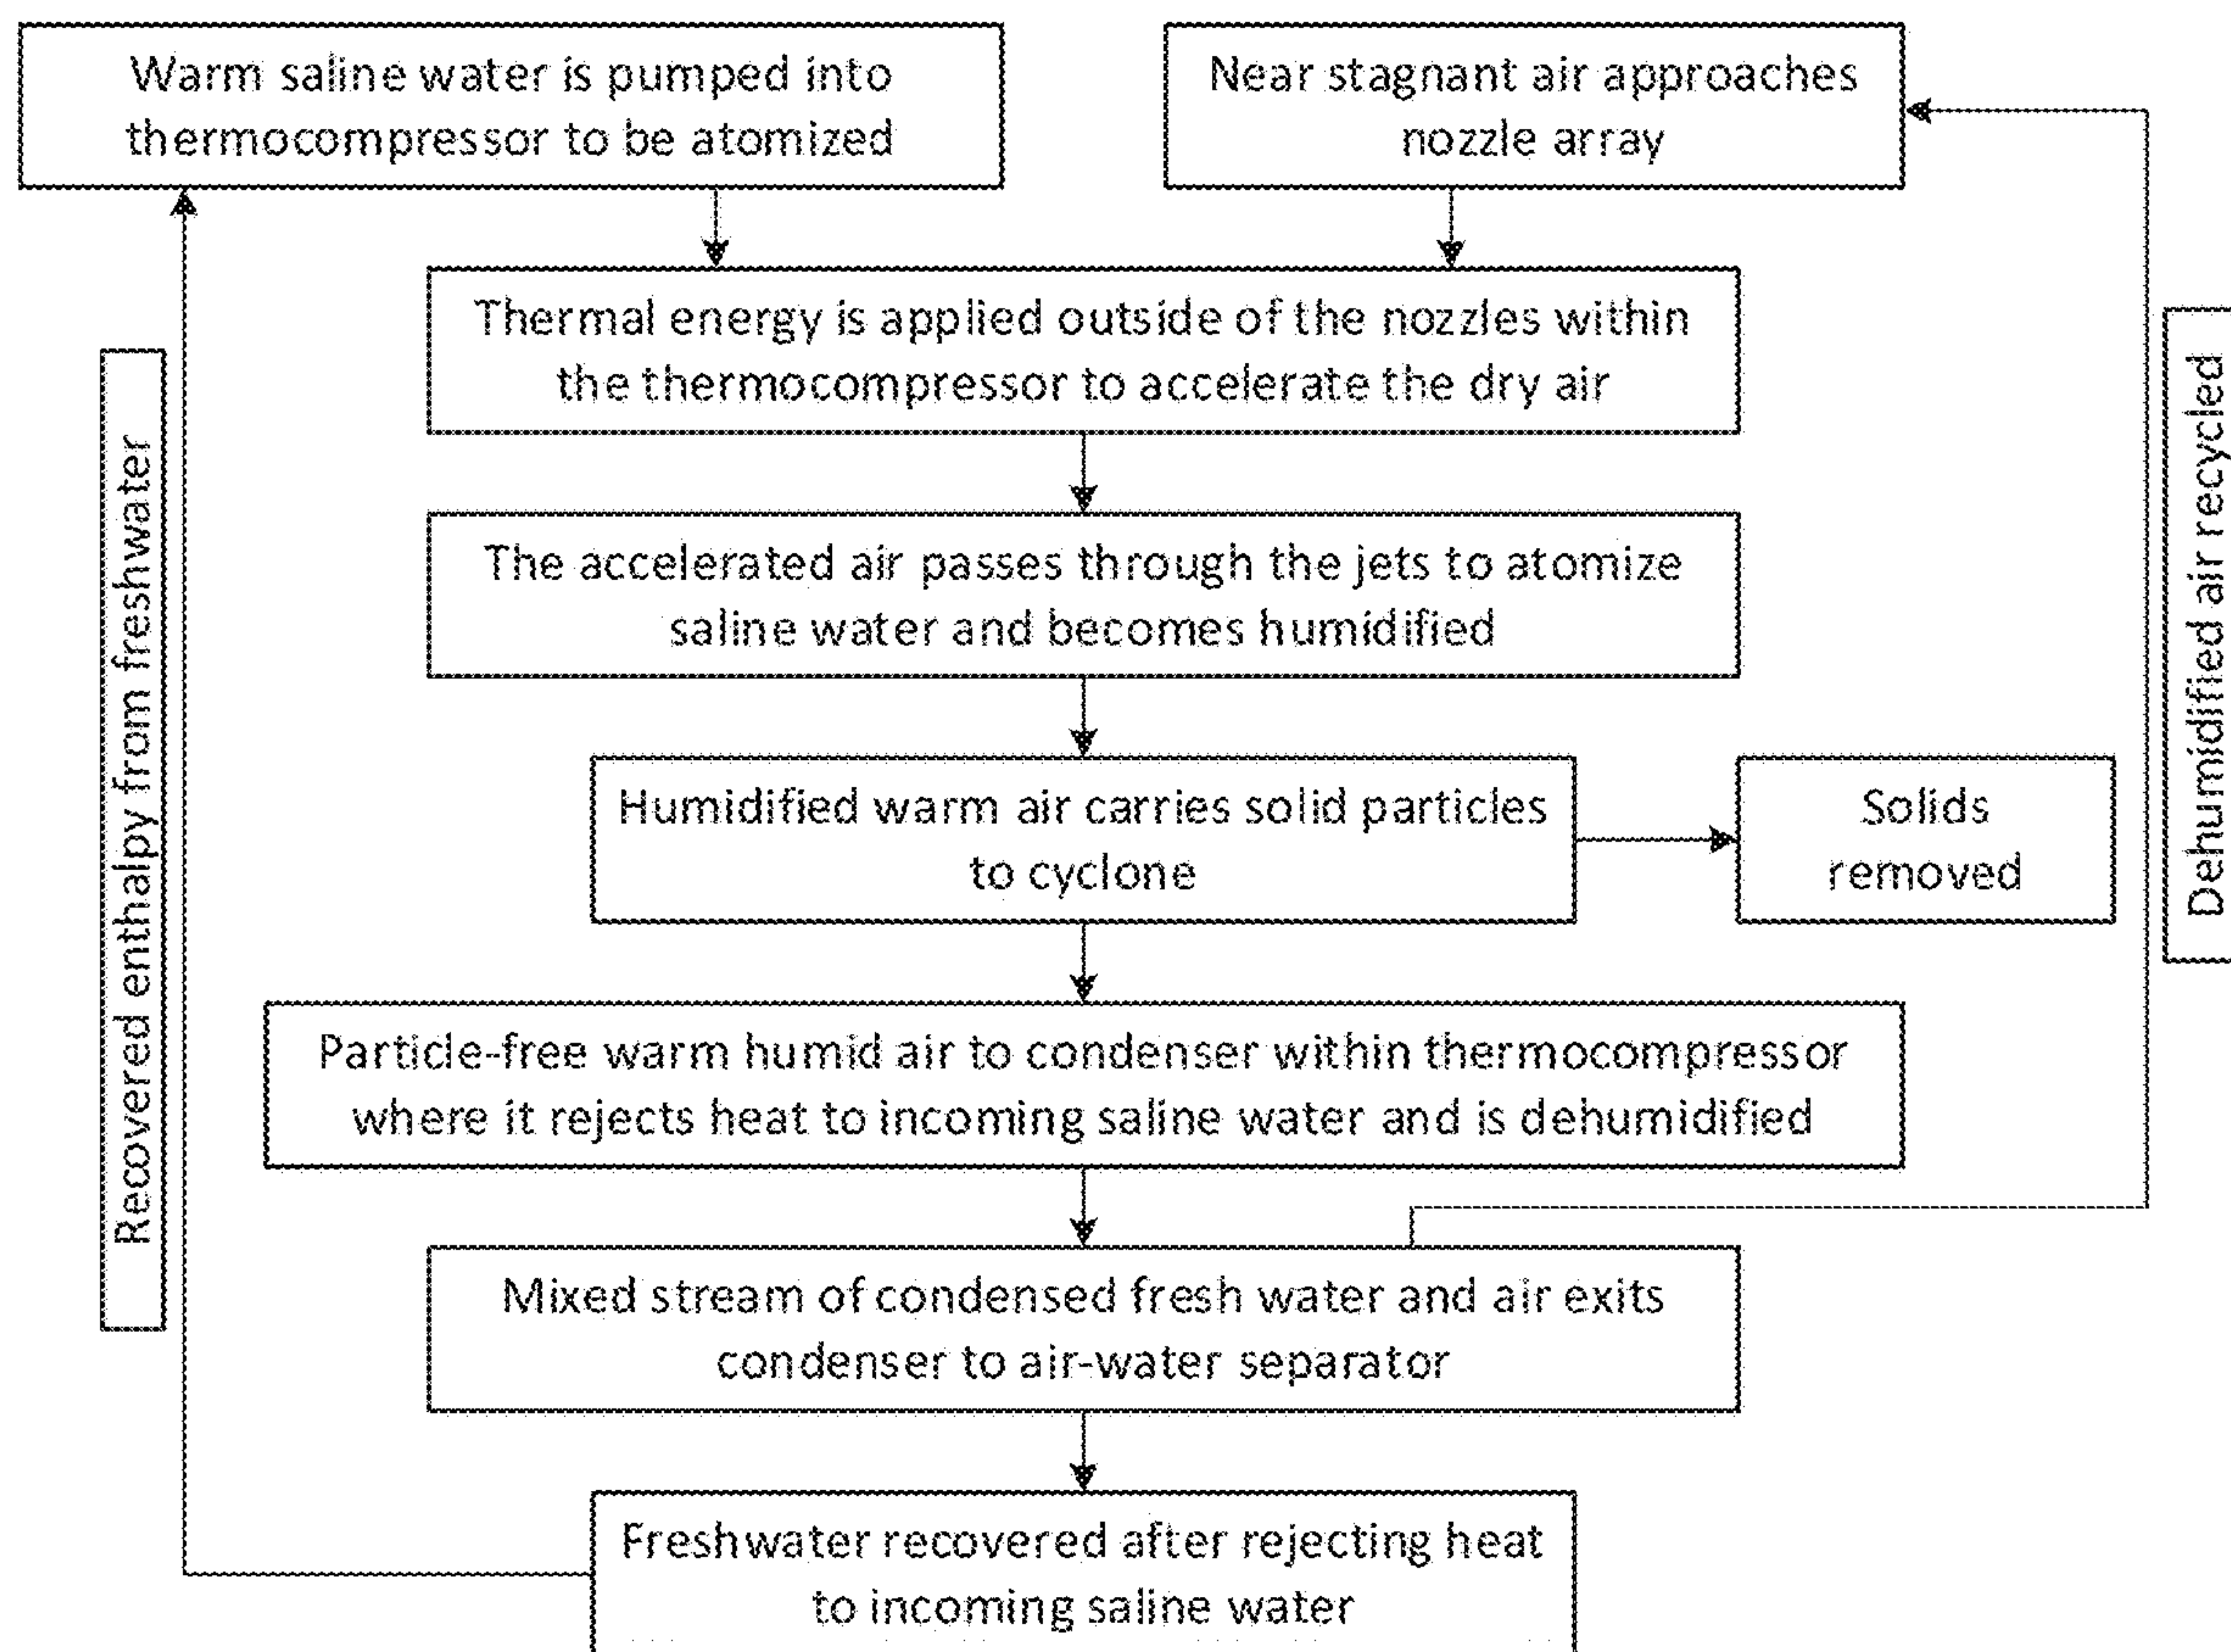 Warm saline water is pumped into
thermocompressor to be atomized
Near stagnant air approaches
nozzle array
Thermal energy is applied outside of the nozzles within
the thermocompressor to accelerate the dry air
The accelerated air passes through the jets to atomize
saline water and becomes humidified
Humidified warm air carries solid particles
to cyclone
Solids
removed
Particle-free warm humid air to condenser within thermocompressor
where it rejects heat to incoming saline water and is dehumidified
Mixed stream of condensed fresh water and air exits
condenser to air-water separator
Freshwater recovered after rejecting heat
to incoming saline water
Recovered enthalpy from freshwater
Dehumidified air recycled